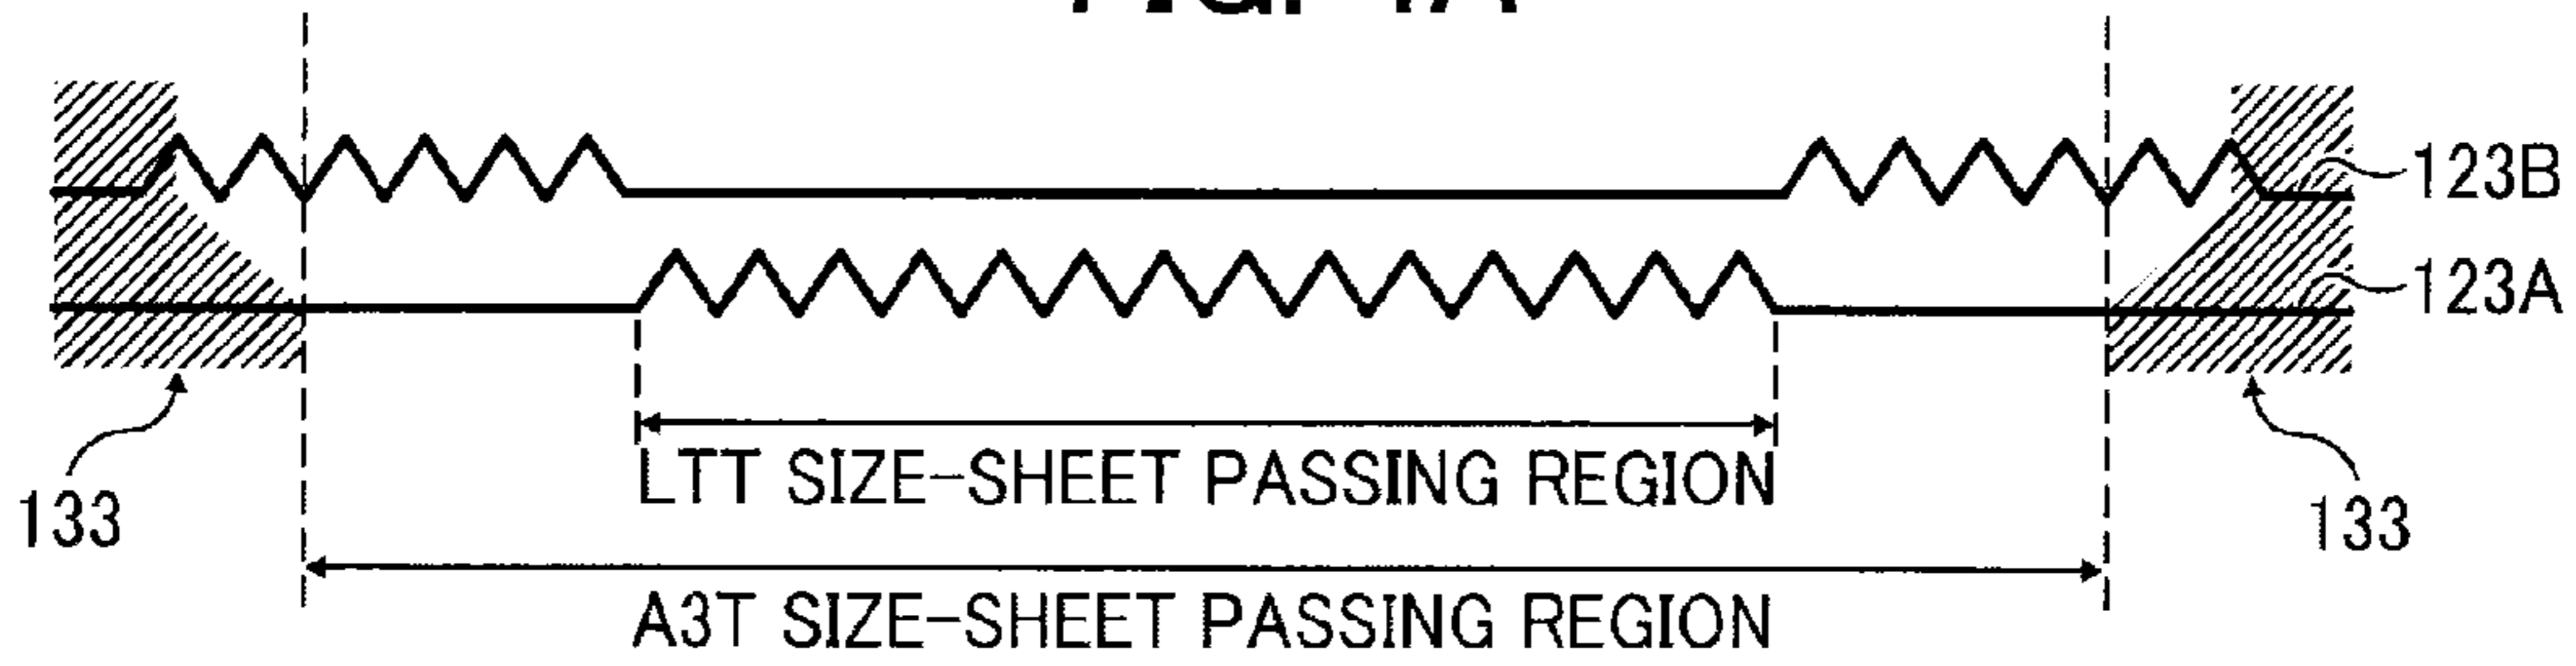 123B
123A
LTT SIZE-SHEET PASSING REGION
133
133
A3T SIZE-SHEET PASSING REGION